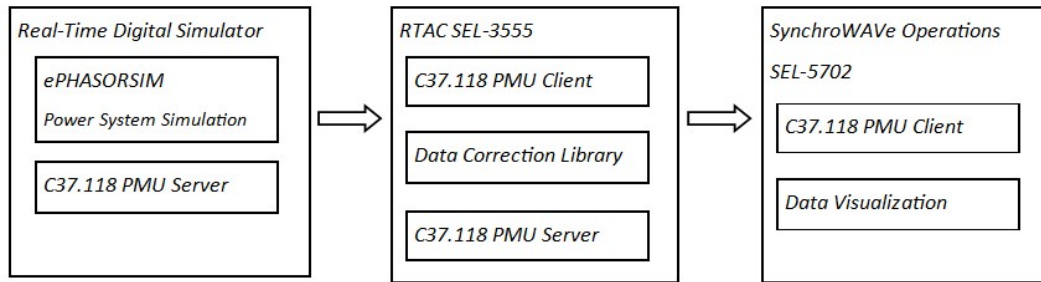 Real-Time Digital Simulator
ePHASORSIM
Power System Simulation
C37.118 PMU Server
RTAC SEL-3555
C37.118 PMU Client
Data Correction Library
C37.118 PMU Server
SynchroWAVe Operations
SEL-5702
C37.118 PMU Client
Data Visualization